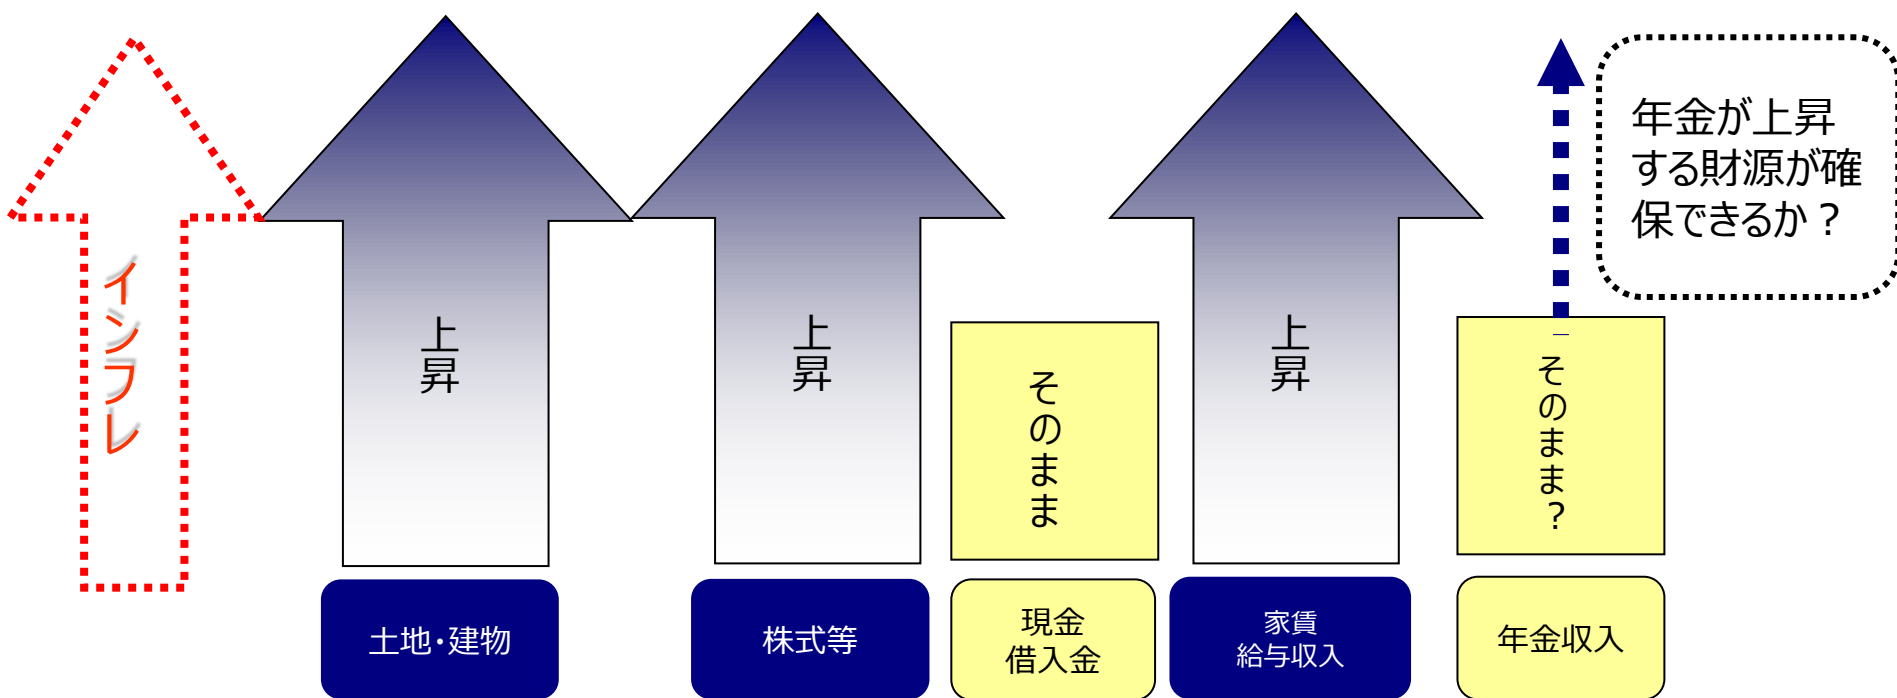 インフレ
上昇
上昇
そのまま
上昇
そのまま？
年金が上昇
する財源が確
保できるか？
土地・建物
株式等
現金
借入金
家賃
給与収入
年金収入